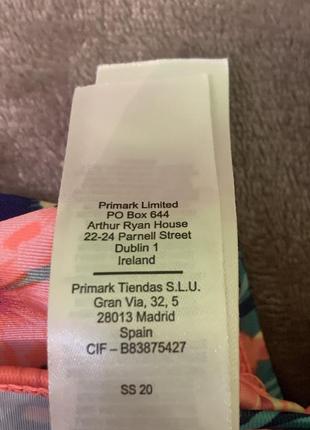 Primark Limited
PO Box 644
Arthur Ryan House
22-24 Parnell Street
Dublin 1
Ireland
Primark Tiendas S.L.U.
Gran Via, 32, 5
28013 Madrid
Spain
CIF – B83875427
SS 20